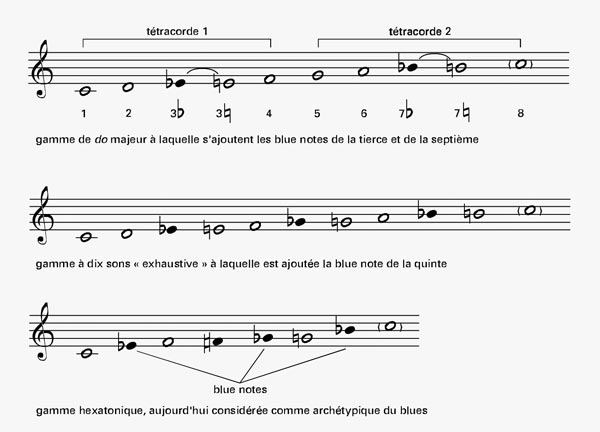 tétracorde 1 tétracorde 2
1 2 3♭ 3♮ 4 5 6 7♭ 7♮ 8
gamme de do majeur à laquelle s'ajoutent les blue notes de la tierce et de la septième
gamme à dix sons « exhaustive » à laquelle est ajoutée la blue note de la quinte
blue notes
gamme hexatonique, aujourd'hui considérée comme archétypique du blues